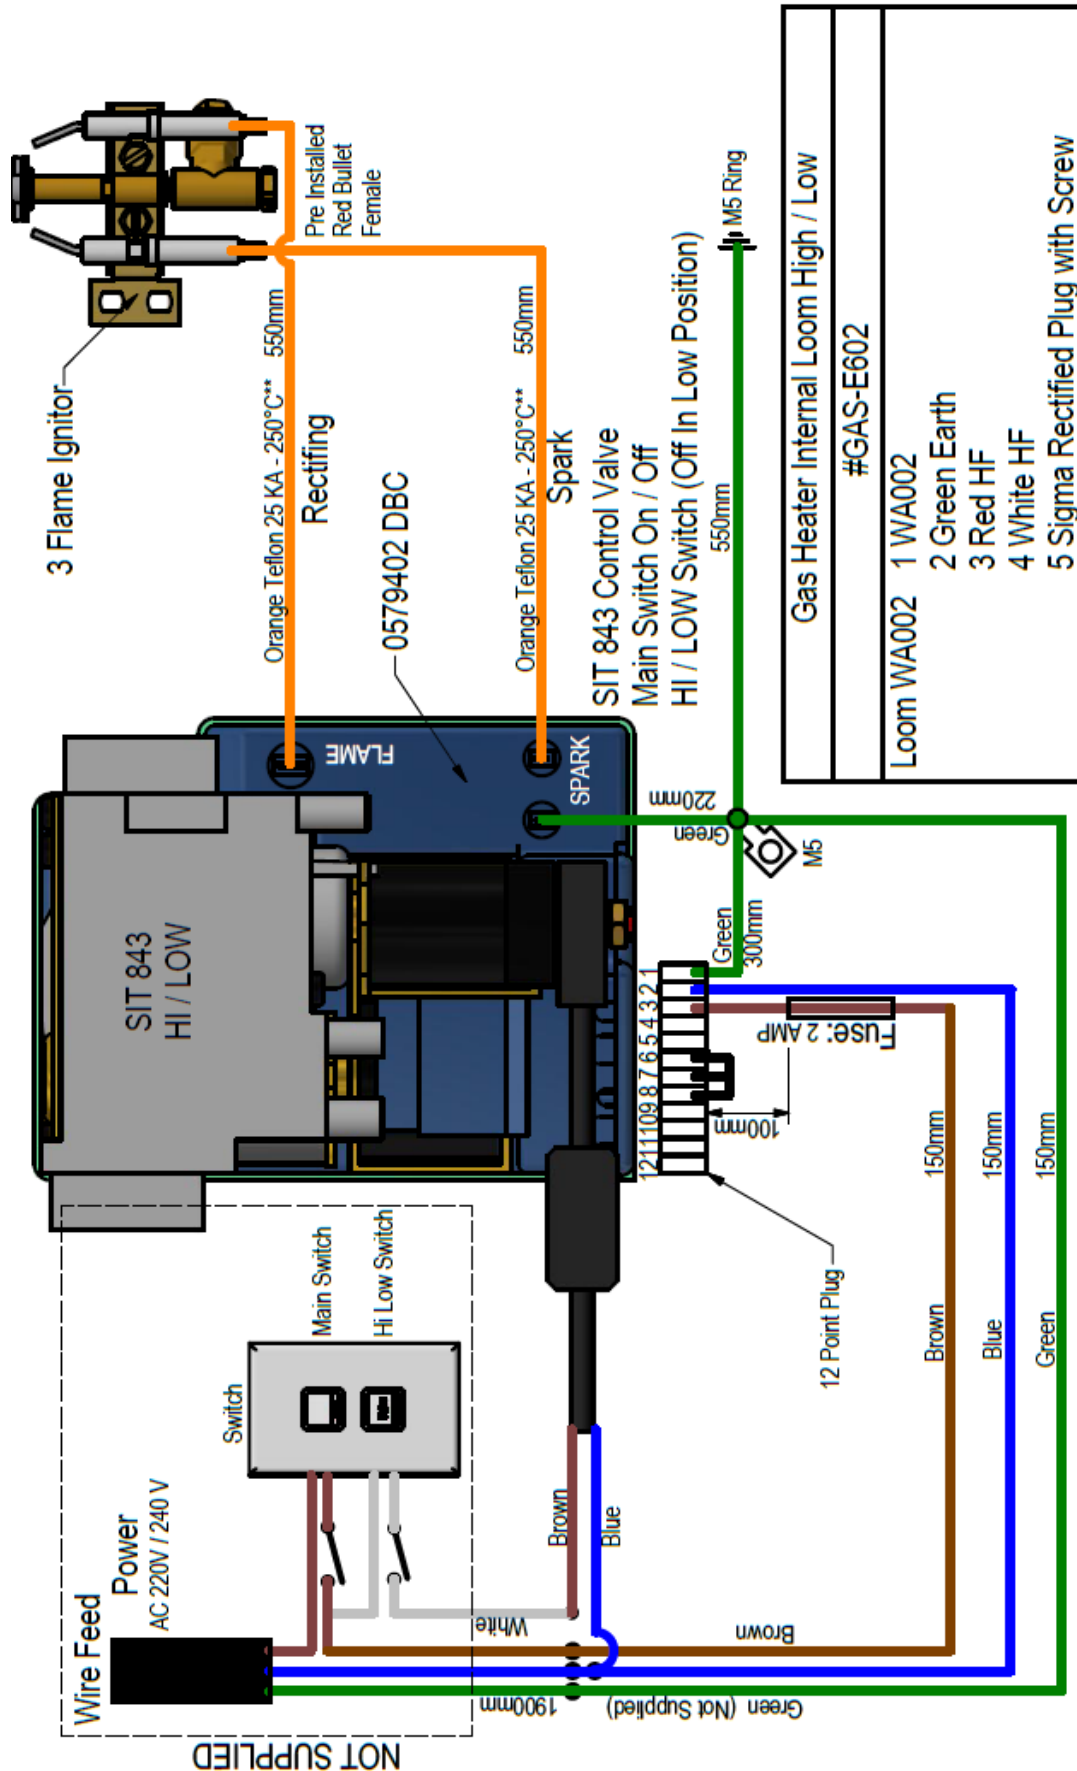 NOT SUPPLIED
Wire Feed
Power
AC 220V / 240 V
Switch
Main Switch
Hi Low Switch
White
Brown
1900mm
Green (Not Supplied)
Brown
Blue
SIT 843
HI / LOW
FLAME
SPARK
3 Flame Ignitor
Pre Installed
Red Bullet
Female
Orange Teflon 25 KA - 250°C** 550mm
Rectifing
0579402 DBC
Orange Teflon 25 KA - 250°C** 550mm
Spark
SIT 843 Control Valve
Main Switch On / Off
HI / LOW Switch (Off In Low Position)
550mm
M5 Ring
220mm
Green
M5
Green
300mm
12 11 10 9 8 7 6 5 4 3 2 1
100mm
Fuse: 2 AMP
12 Point Plug
Brown 150mm
Blue 150mm
Green 150mm
Gas Heater Internal Loom High / Low
#GAS-E602
Loom WA002 1 WA002
2 Green Earth
3 Red HF
4 White HF
5 Sigma Rectified Plug with Screw